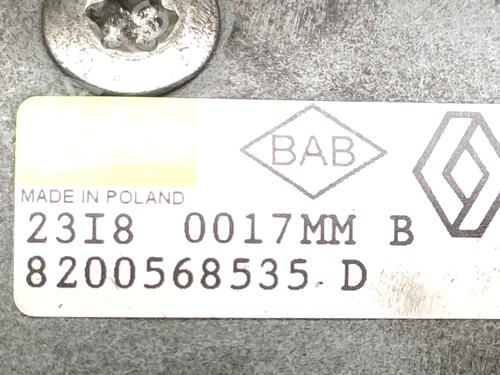 BAB
MADE IN POLAND
23I8 0017MM B
8200568535 D